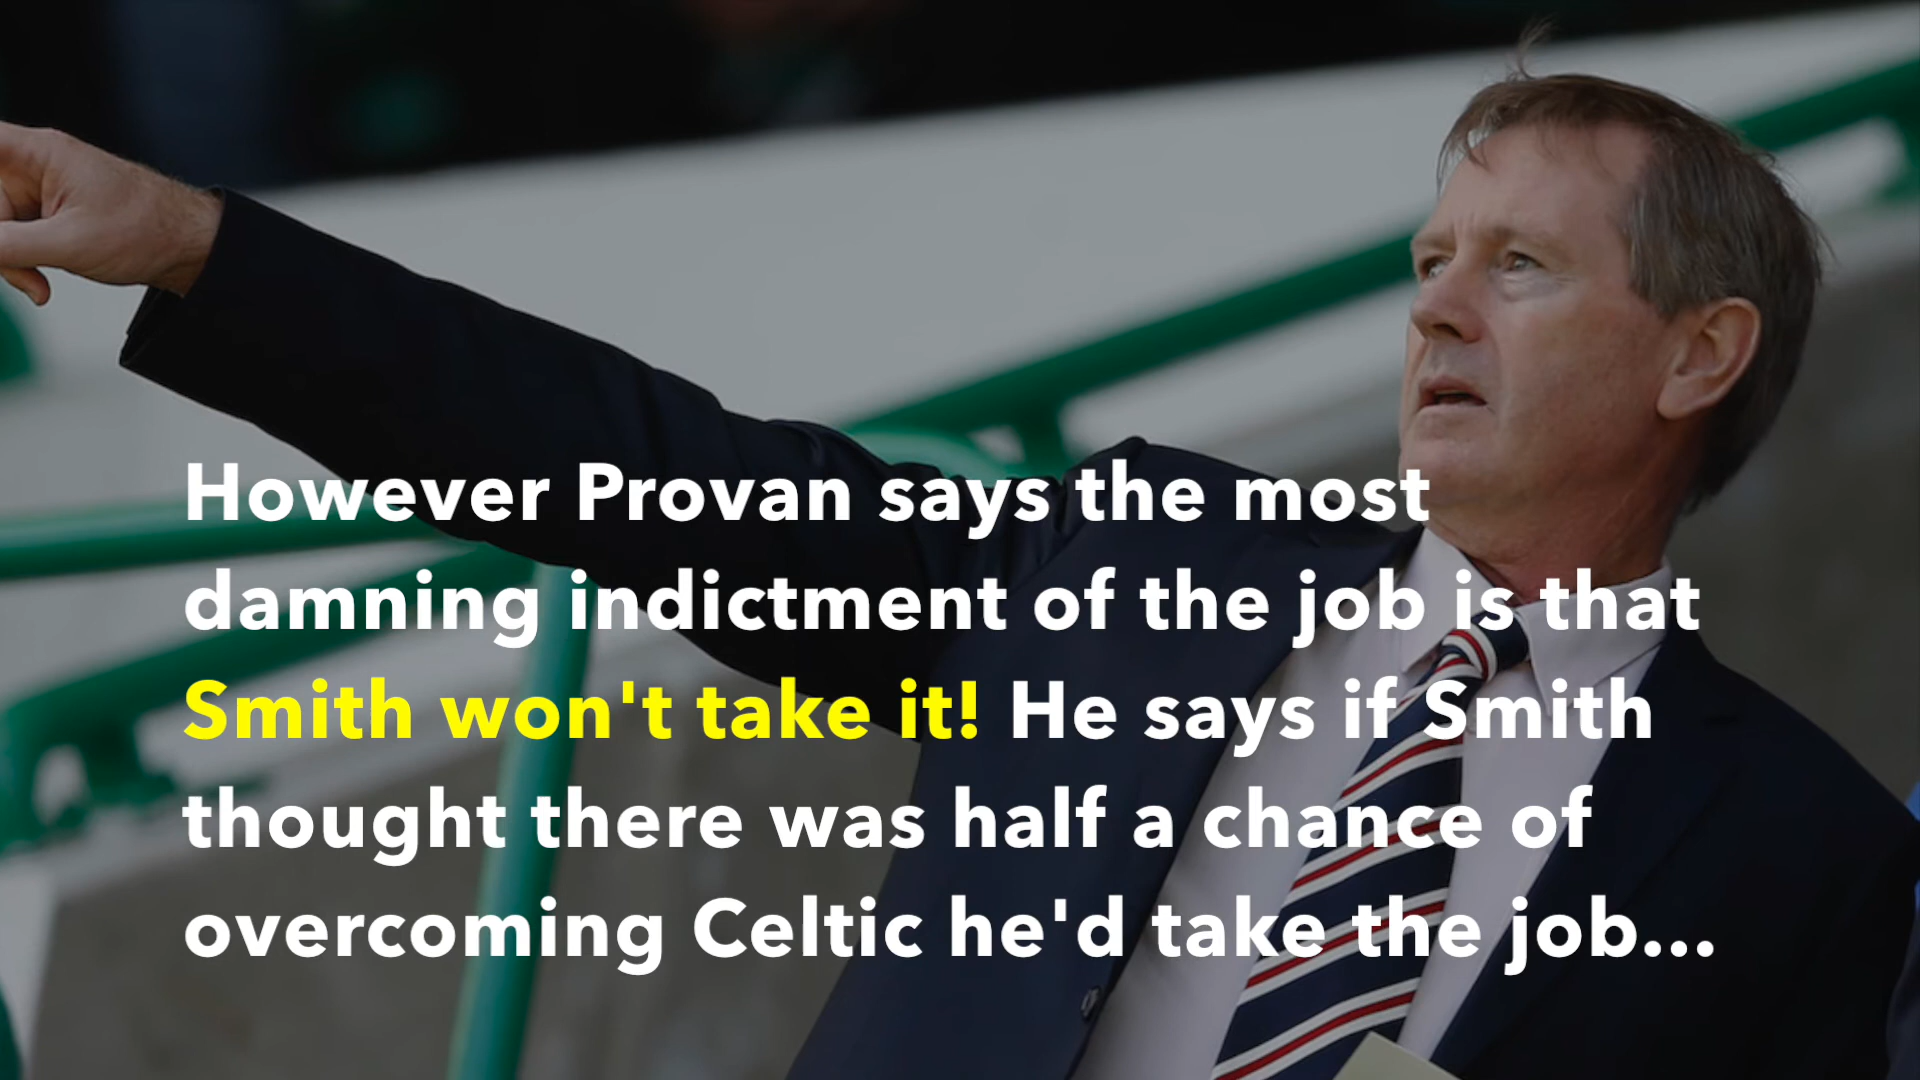 However Provan says the most
damning indictment of the job is that
Smith won't take it! He says if Smith
thought there was half a chance of
overcoming Celtic he'd take the job...